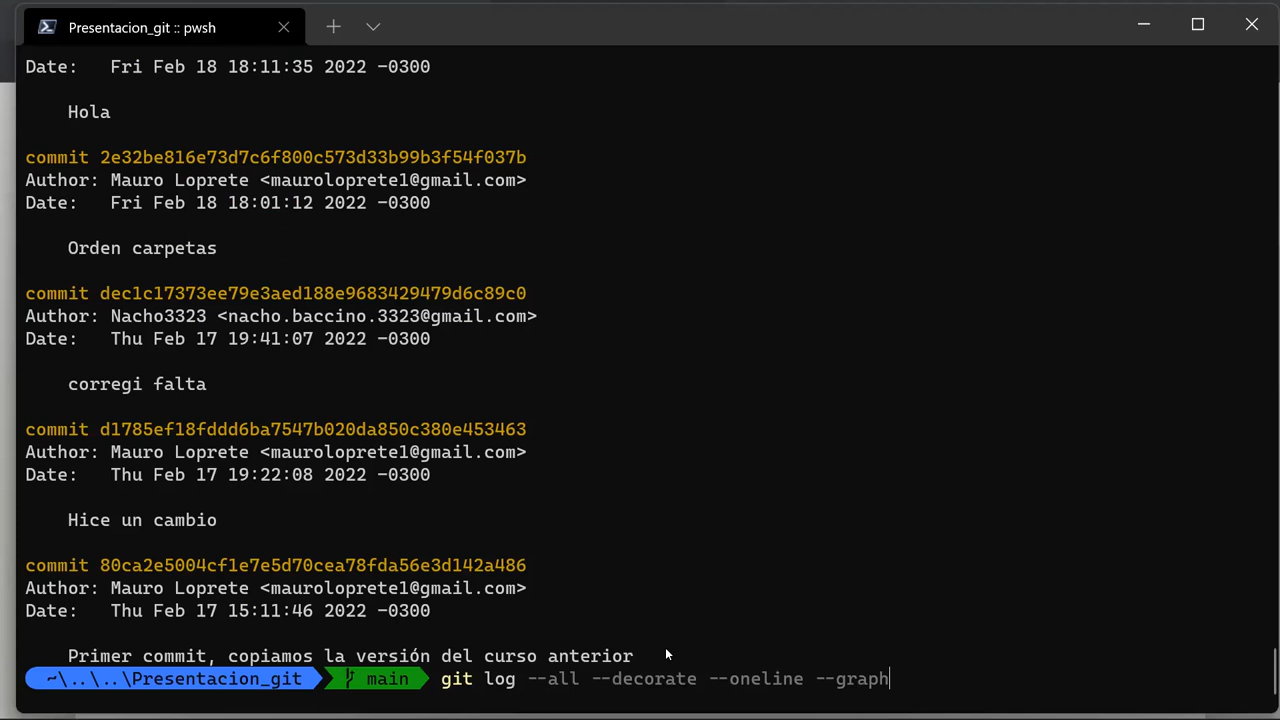 Presentacion_git :: pwsh
Date:   Fri Feb 18 18:11:35 2022 -0300
Hola
commit 2e32be816e73d7c6f800c573d33b99b3f54f037b
Author: Mauro Loprete <mauroloprete1@gmail.com>
Date:   Fri Feb 18 18:01:12 2022 -0300
Orden carpetas
commit dec1c17373ee79e3aed188e9683429479d6c89c0
Author: Nacho3323 <nacho.baccino.3323@gmail.com>
Date:   Thu Feb 17 19:41:07 2022 -0300
corregi falta
commit d1785ef18fddd6ba7547b020da850c380e453463
Author: Mauro Loprete <mauroloprete1@gmail.com>
Date:   Thu Feb 17 19:22:08 2022 -0300
Hice un cambio
commit 80ca2e5004cf1e7e5d70cea78fda56e3d142a486
Author: Mauro Loprete <mauroloprete1@gmail.com>
Date:   Thu Feb 17 15:11:46 2022 -0300
Primer commit, copiamos la versión del curso anterior
~\..\..\Presentacion_git main git log --all --decorate --oneline --graph